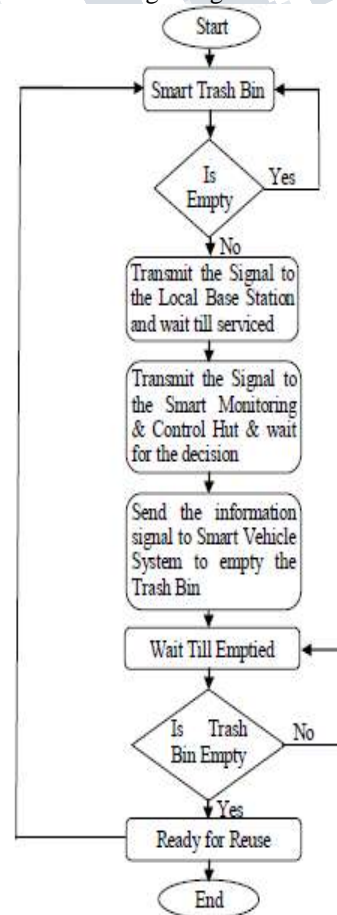 Start
Smart Trash Bin
Is
Empty
Yes
No
Transmit the Signal to
the Local Base Station
and wait till serviced
Transmit the Signal to
the Smart Monitoring
& Control Hut & wait
for the decision
Send the information
signal to Smart Vehicle
System to empty the
Trash Bin
Wait Till Emptied
Is Trash
Bin Empty
No
Yes
Ready for Reuse
End